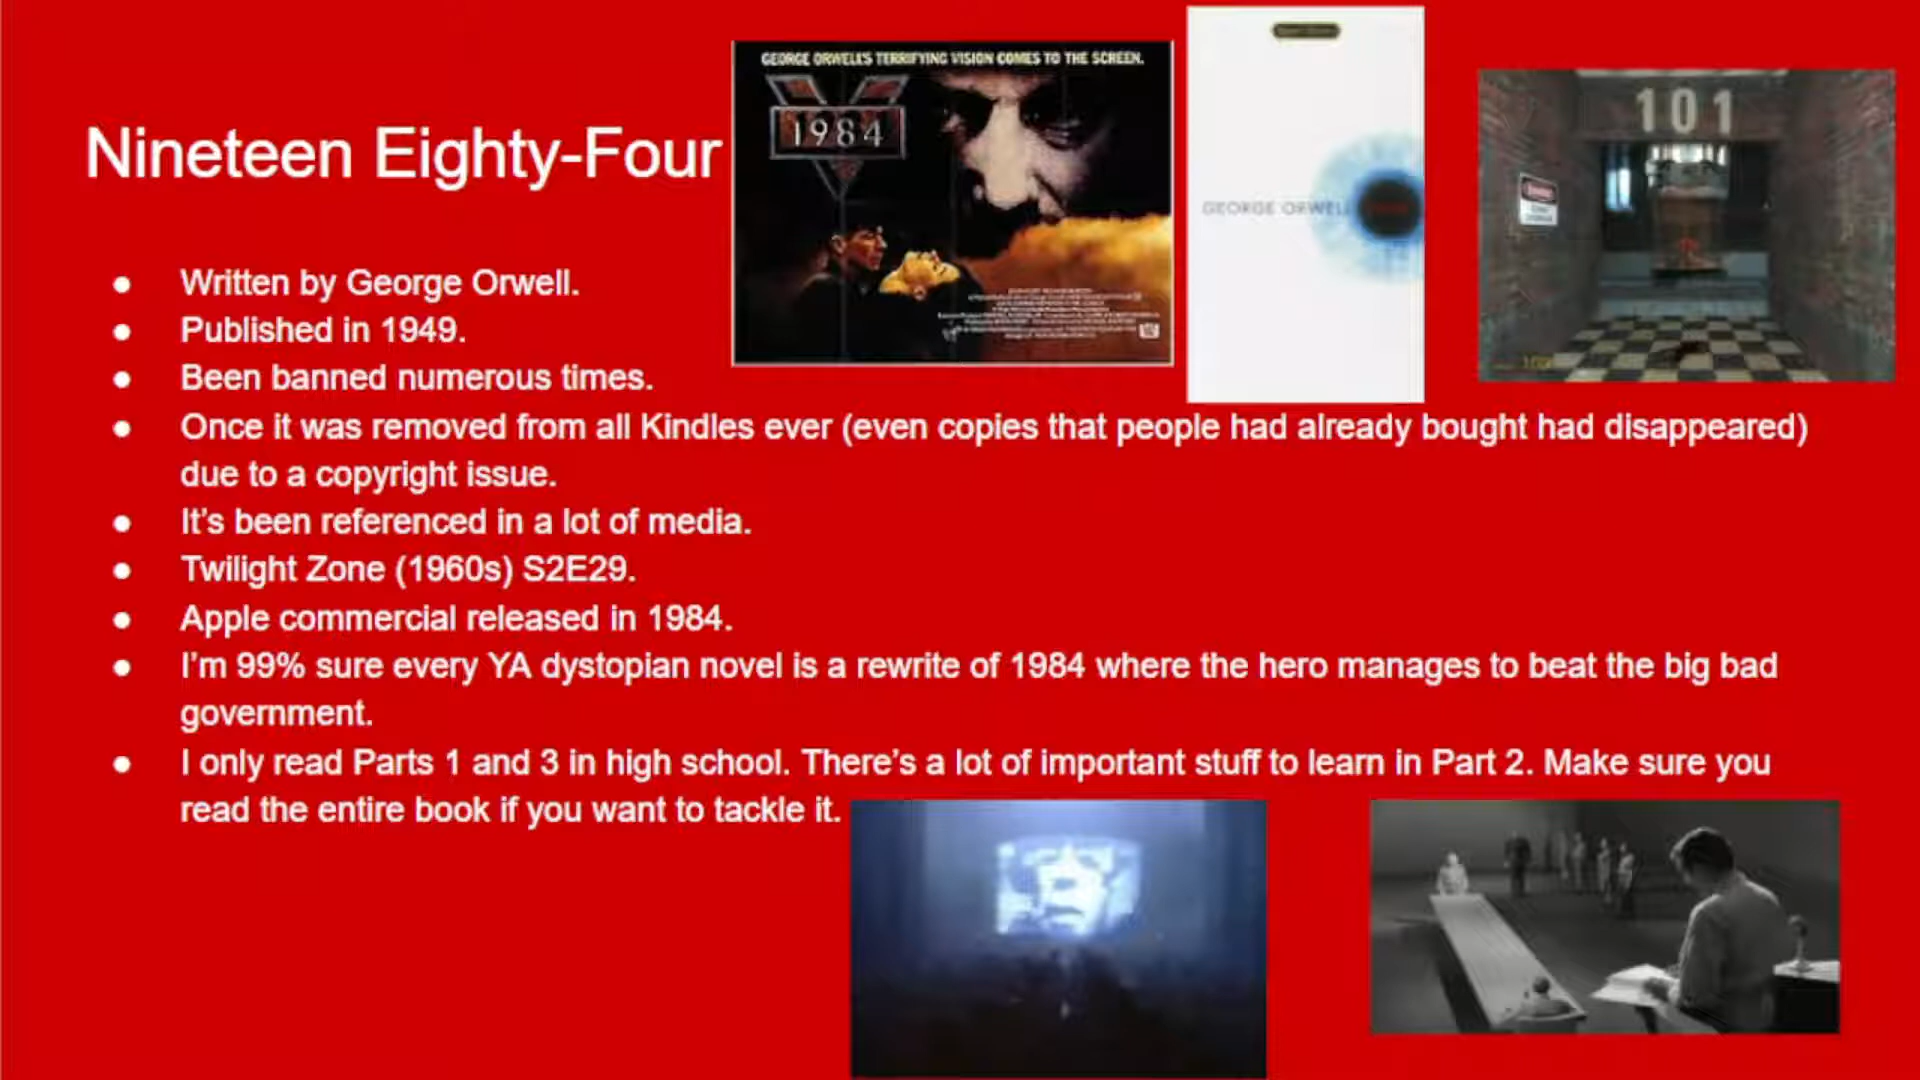 GEORGE ORWELL'S TERRIFYING VISION COMES TO THE SCREEN.
1984
101
Nineteen Eighty-Four
GEORGE ORWELL
● Written by George Orwell.
● Published in 1949.
● Been banned numerous times.
● Once it was removed from all Kindles ever (even copies that people had already bought had disappeared)
due to a copyright issue.
● It's been referenced in a lot of media.
● Twilight Zone (1960s) S2E29.
● Apple commercial released in 1984.
● I'm 99% sure every YA dystopian novel is a rewrite of 1984 where the hero manages to beat the big bad
government.
● I only read Parts 1 and 3 in high school. There's a lot of important stuff to learn in Part 2. Make sure you
read the entire book if you want to tackle it.